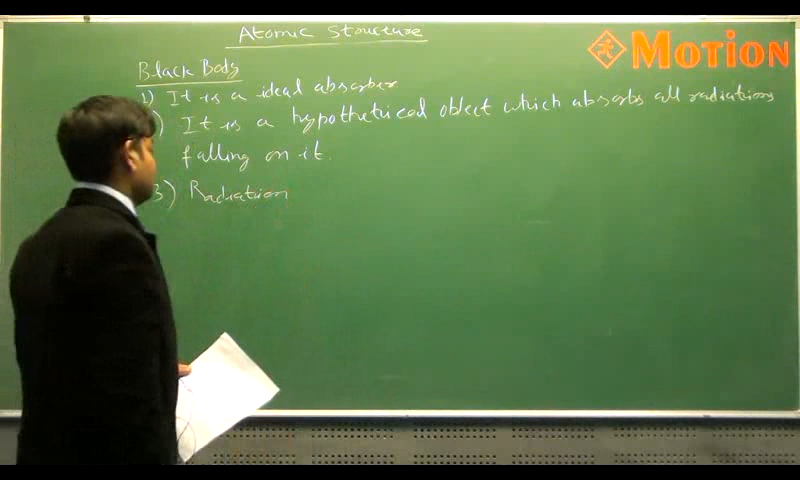 Atomic Structure
MOTION
Black Body
1) It is a ideal absorber
) It is a hypothetical object which absorbs all radiations
falling on it.
3) Radiation